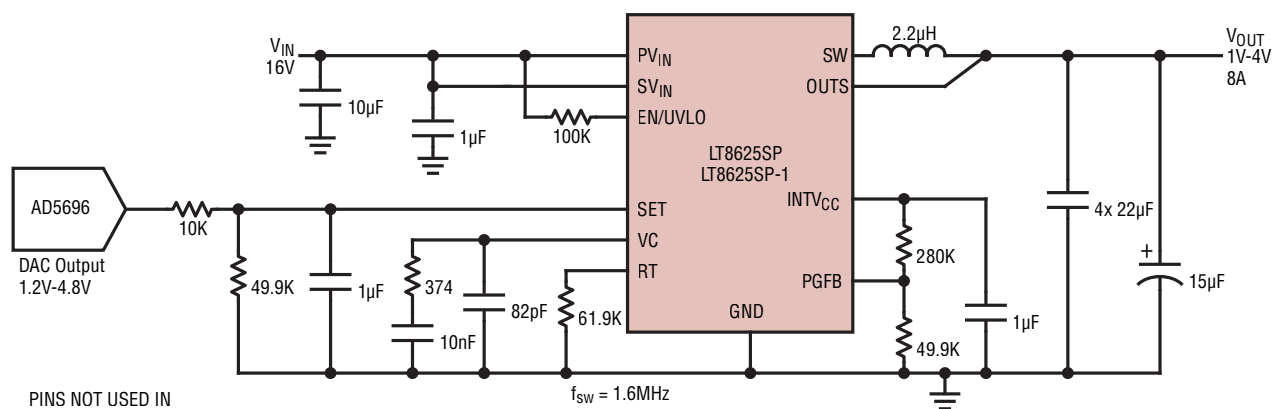 V_IN
16V
10µF
1µF
100K
PV_IN
SV_IN
EN/UVLO
LT8625SP
LT8625SP-1
SW
OUTS
2.2µH
V_OUT
1V-4V
8A
AD5696
DAC Output
1.2V-4.8V
10K
49.9K
1µF
SET
VC
RT
374
10nF
82pF
61.9K
GND
INTV_CC
PGFB
280K
49.9K
1µF
4x 22µF
+
15µF
f_SW = 1.6MHz
PINS NOT USED IN